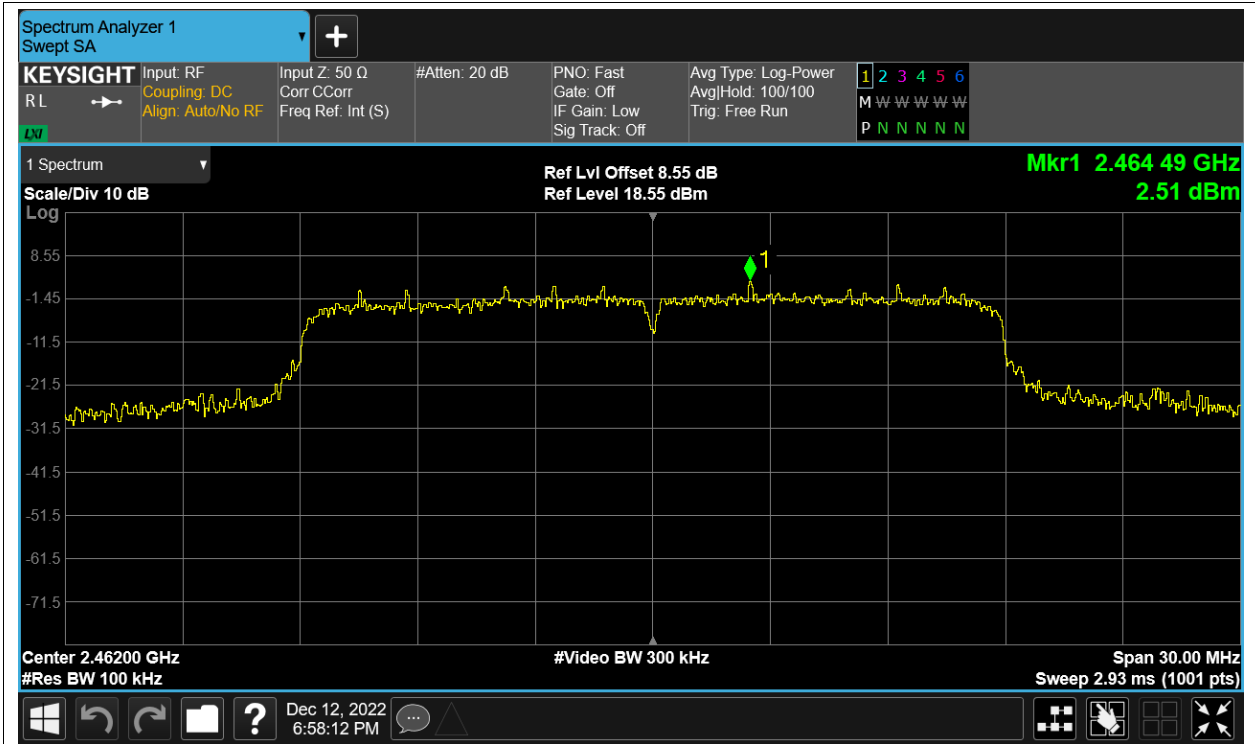 Spectrum Analyzer 1
Swept SA
KEYSIGHT
R L
LXI
Input: RF
Coupling: DC
Align: Auto/No RF
Input Z: 50 Ω
Corr CCorr
Freq Ref: Int (S)
#Atten: 20 dB
PNO: Fast
Gate: Off
IF Gain: Low
Sig Track: Off
Avg Type: Log-Power
Avg|Hold: 100/100
Trig: Free Run
1 2 3 4 5 6
M W W W W W W
P N N N N N
1 Spectrum
Scale/Div 10 dB
Log
Ref Lvl Offset 8.55 dB
Ref Level 18.55 dBm
Mkr1 2.464 49 GHz
2.51 dBm
1
8.55
-1.45
-11.5
-21.5
-31.5
-41.5
-51.5
-61.5
-71.5
Center 2.46200 GHz
#Res BW 100 kHz
#Video BW 300 kHz
Span 30.00 MHz
Sweep 2.93 ms (1001 pts)
?
Dec 12, 2022
6:58:12 PM